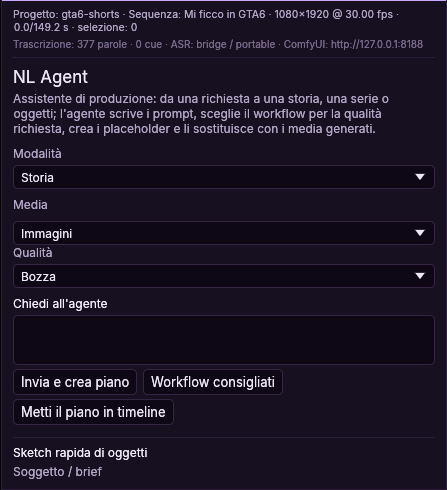 Progetto: gta6-shorts · Sequenza: Mi ficco in GTA6 · 1080×1920 @ 30.00 fps ·
0.0/149.2 s · selezione: 0
Trascrizione: 377 parole · 0 cue · ASR: bridge / portable · ComfyUI: http://127.0.0.1:8188
NL Agent
Assistente di produzione: da una richiesta a una storia, una serie o
oggetti; l'agente scrive i prompt, sceglie il workflow per la qualità
richiesta, crea i placeholder e li sostituisce con i media generati.
Modalità
Storia
Media
Immagini
Qualità
Bozza
Chiedi all'agente
Invia e crea piano
Workflow consigliati
Metti il piano in timeline
Sketch rapida di oggetti
Soggetto / brief